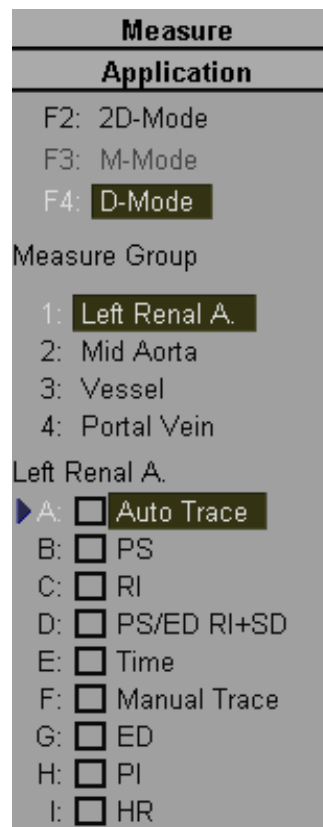 Measure
Application
F2: 2D-Mode
F3: M-Mode
F4: D-Mode
Measure Group
1: Left Renal A.
2: Mid Aorta
3: Vessel
4: Portal Vein
Left Renal A.
A: Auto Trace
B: PS
C: RI
D: PS/ED RI+SD
E: Time
F: Manual Trace
G: ED
H: PI
I: HR